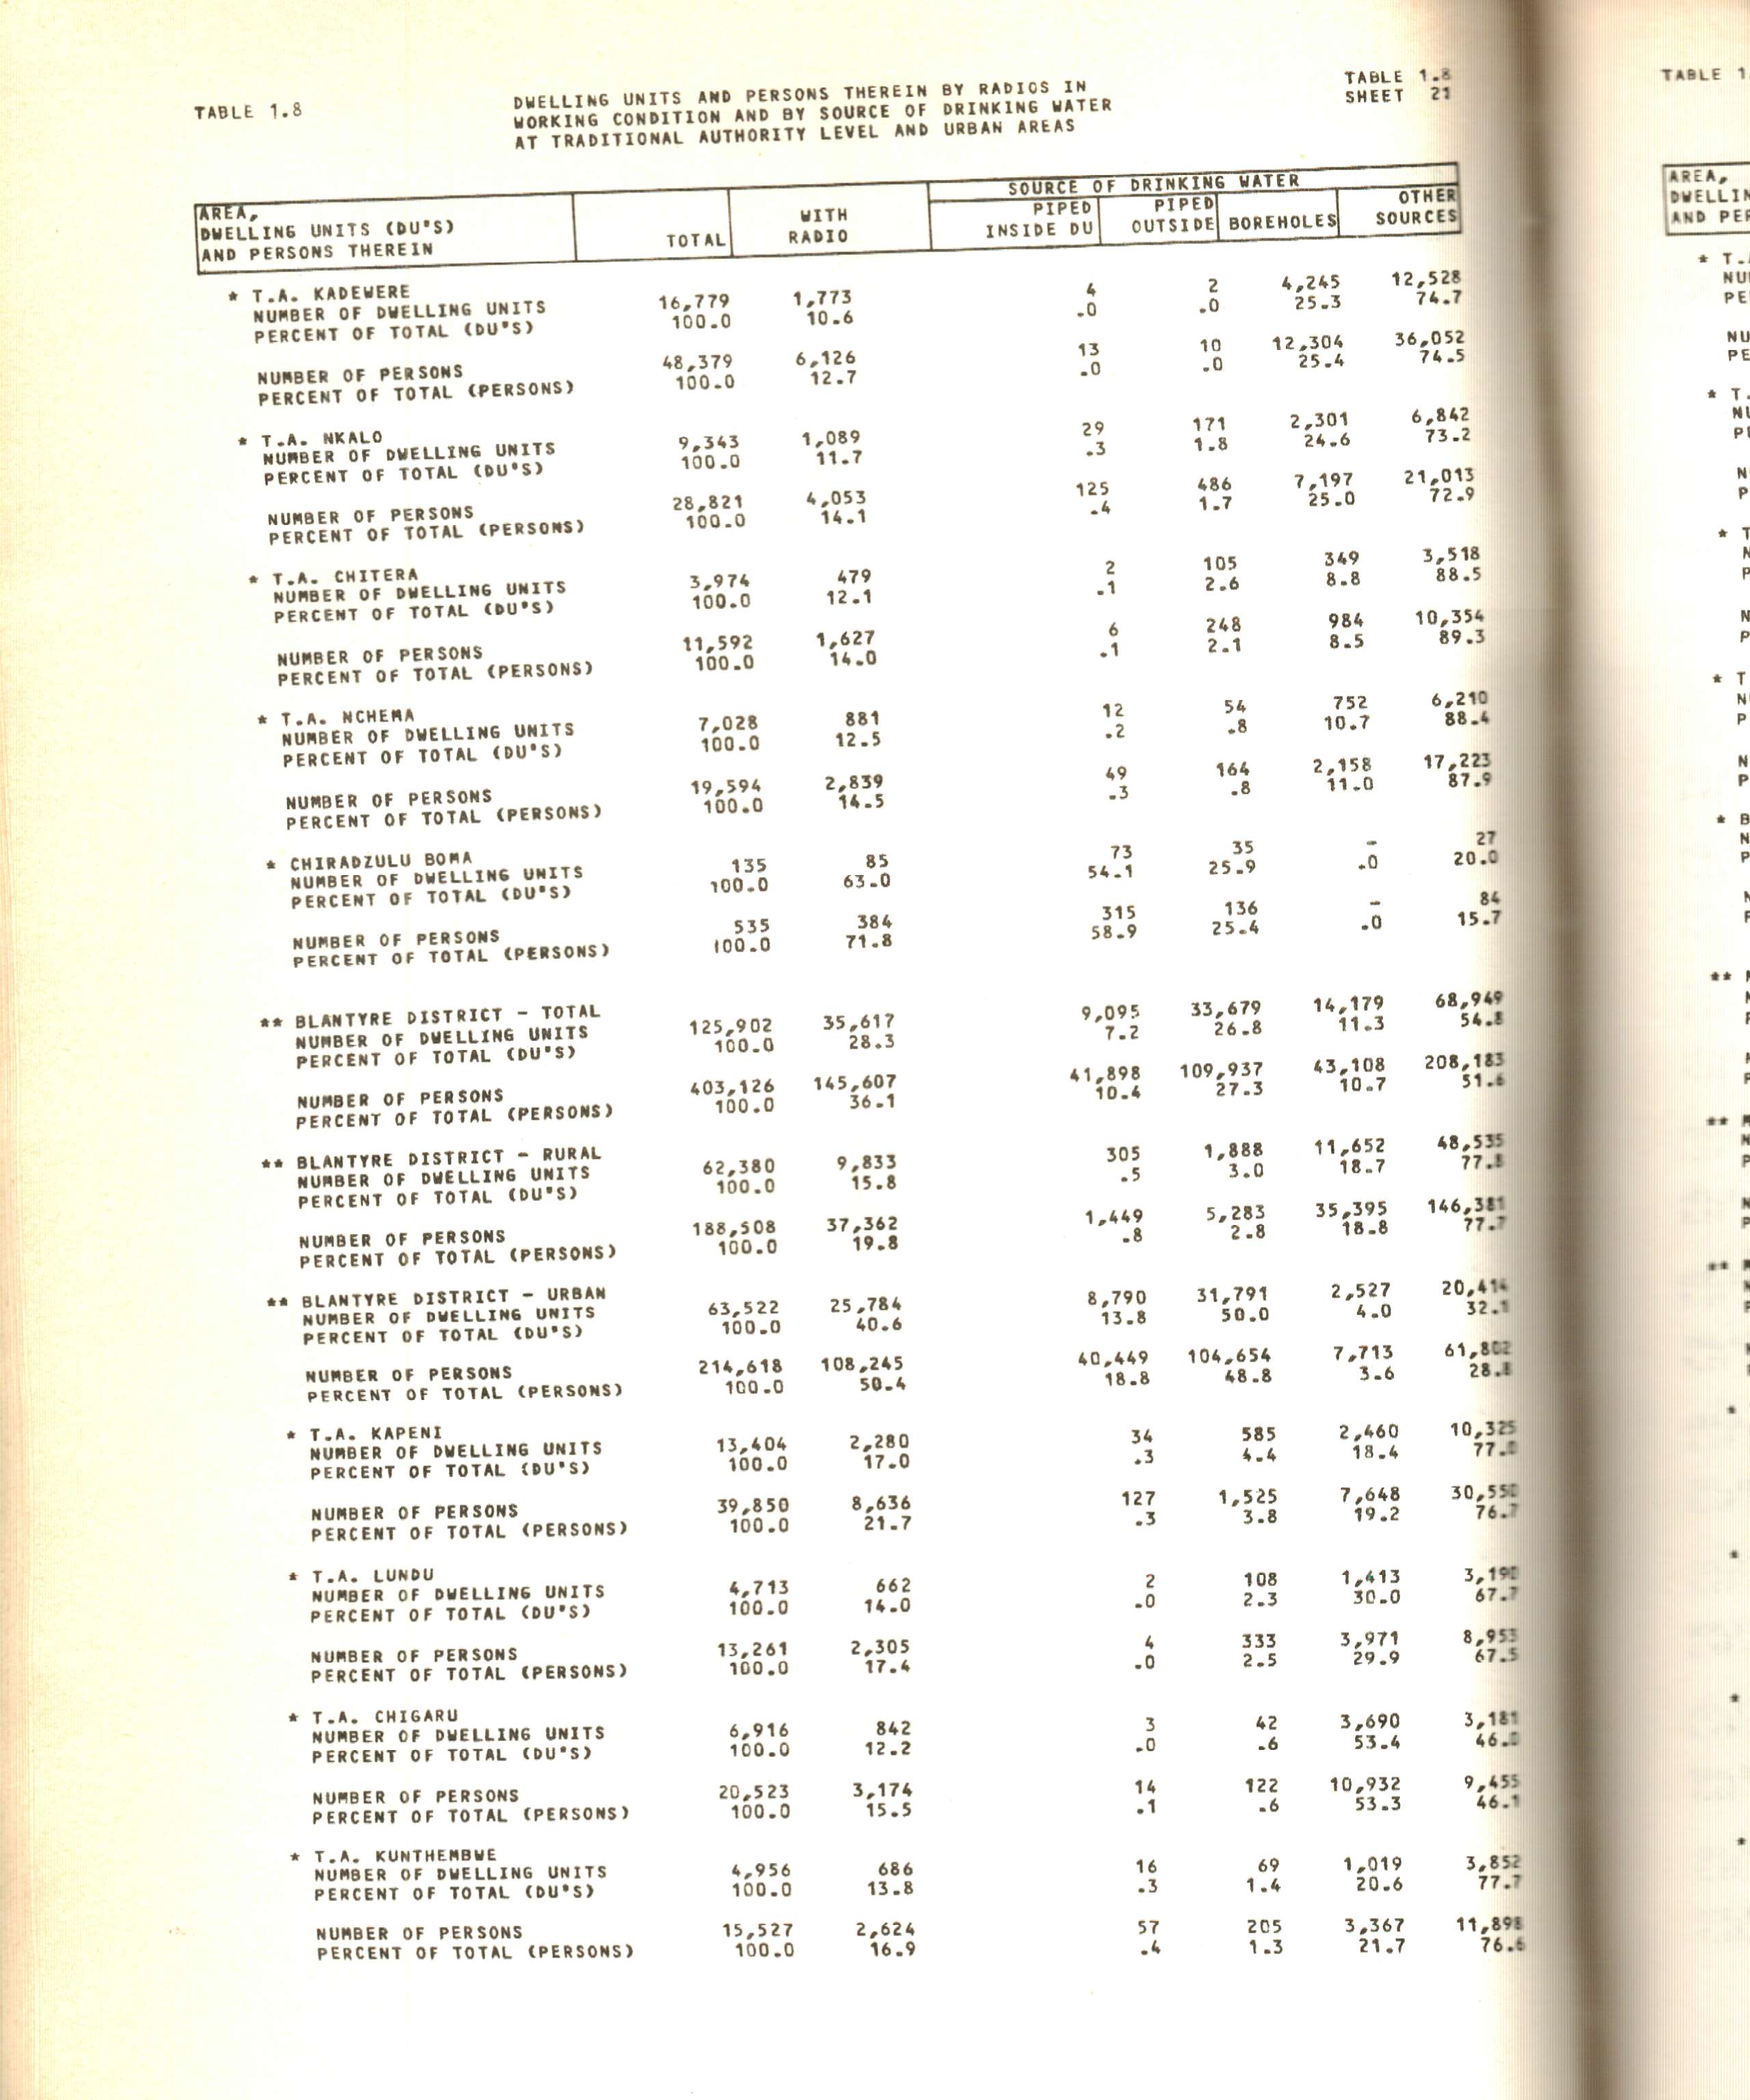 TABLE 1.8
DWELLING UNITS AND PERSONS THEREIN BY RADIOS IN
WORKING CONDITION AND BY SOURCE OF DRINKING WATER
AT TRADITIONAL AUTHORITY LEVEL AND URBAN AREAS
TABLE 1.8
SHEET 21
AREA,
DWELLING UNITS (DU'S)
AND PERSONS THEREIN
TOTAL
WITH
RADIO
SOURCE OF DRINKING WATER
PIPED
INSIDE DU
PIPED
OUTSIDE
BOREHOLES
OTHER
SOURCES
* T.A. KADEWERE
NUMBER OF DWELLING UNITS 16,779 1,773 4 2 4,245 12,528
PERCENT OF TOTAL (DU'S) 100.0 10.6 .0 .0 25.3 74.7
NUMBER OF PERSONS 48,379 6,126 13 10 12,304 36,052
PERCENT OF TOTAL (PERSONS) 100.0 12.7 .0 .0 25.4 74.5
* T.A. NKALO
NUMBER OF DWELLING UNITS 9,343 1,089 29 171 2,301 6,842
PERCENT OF TOTAL (DU'S) 100.0 11.7 .3 1.8 24.6 73.2
NUMBER OF PERSONS 28,821 4,053 125 486 7,197 21,013
PERCENT OF TOTAL (PERSONS) 100.0 14.1 .4 1.7 25.0 72.9
* T.A. CHITERA
NUMBER OF DWELLING UNITS 3,974 479 2 105 349 3,518
PERCENT OF TOTAL (DU'S) 100.0 12.1 .1 2.6 8.8 88.5
NUMBER OF PERSONS 11,592 1,627 6 248 984 10,354
PERCENT OF TOTAL (PERSONS) 100.0 14.0 .1 2.1 8.5 89.3
* T.A. NCHEMA
NUMBER OF DWELLING UNITS 7,028 881 12 54 752 6,210
PERCENT OF TOTAL (DU'S) 100.0 12.5 .2 .8 10.7 88.4
NUMBER OF PERSONS 19,594 2,839 49 164 2,158 17,223
PERCENT OF TOTAL (PERSONS) 100.0 14.5 .3 .8 11.0 87.9
* CHIRADZULU BOMA
NUMBER OF DWELLING UNITS 135 85 73 35 - 27
PERCENT OF TOTAL (DU'S) 100.0 63.0 54.1 25.9 .0 20.0
NUMBER OF PERSONS 535 384 315 136 - 84
PERCENT OF TOTAL (PERSONS) 100.0 71.8 58.9 25.4 .0 15.7
** BLANTYRE DISTRICT - TOTAL
NUMBER OF DWELLING UNITS 125,902 35,617 9,095 33,679 14,179 68,949
PERCENT OF TOTAL (DU'S) 100.0 28.3 7.2 26.8 11.3 54.8
NUMBER OF PERSONS 403,126 145,607 41,898 109,937 43,108 208,183
PERCENT OF TOTAL (PERSONS) 100.0 36.1 10.4 27.3 10.7 51.6
** BLANTYRE DISTRICT - RURAL
NUMBER OF DWELLING UNITS 62,380 9,833 305 1,888 11,652 48,535
PERCENT OF TOTAL (DU'S) 100.0 15.8 .5 3.0 18.7 77.8
NUMBER OF PERSONS 188,508 37,362 1,449 5,283 35,395 146,381
PERCENT OF TOTAL (PERSONS) 100.0 19.8 .8 2.8 18.8 77.7
** BLANTYRE DISTRICT - URBAN
NUMBER OF DWELLING UNITS 63,522 25,784 8,790 31,791 2,527 20,414
PERCENT OF TOTAL (DU'S) 100.0 40.6 13.8 50.0 4.0 32.1
NUMBER OF PERSONS 214,618 108,245 40,449 104,654 7,713 61,802
PERCENT OF TOTAL (PERSONS) 100.0 50.4 18.8 48.8 3.6 28.8
* T.A. KAPENI
NUMBER OF DWELLING UNITS 13,404 2,280 34 585 2,460 10,325
PERCENT OF TOTAL (DU'S) 100.0 17.0 .3 4.4 18.4 77.0
NUMBER OF PERSONS 39,850 8,636 127 1,525 7,648 30,550
PERCENT OF TOTAL (PERSONS) 100.0 21.7 .3 3.8 19.2 76.7
* T.A. LUNDU
NUMBER OF DWELLING UNITS 4,713 662 2 108 1,413 3,190
PERCENT OF TOTAL (DU'S) 100.0 14.0 .0 2.3 30.0 67.7
NUMBER OF PERSONS 13,261 2,305 4 333 3,971 8,953
PERCENT OF TOTAL (PERSONS) 100.0 17.4 .0 2.5 29.9 67.5
* T.A. CHIGARU
NUMBER OF DWELLING UNITS 6,916 842 3 42 3,690 3,181
PERCENT OF TOTAL (DU'S) 100.0 12.2 .0 .6 53.4 46.0
NUMBER OF PERSONS 20,523 3,174 14 122 10,932 9,455
PERCENT OF TOTAL (PERSONS) 100.0 15.5 .1 .6 53.3 46.1
* T.A. KUNTHEMBWE
NUMBER OF DWELLING UNITS 4,956 686 16 69 1,019 3,852
PERCENT OF TOTAL (DU'S) 100.0 13.8 .3 1.4 20.6 77.7
NUMBER OF PERSONS 15,527 2,624 57 205 3,367 11,898
PERCENT OF TOTAL (PERSONS) 100.0 16.9 .4 1.3 21.7 76.6
TABLE 1
AREA,